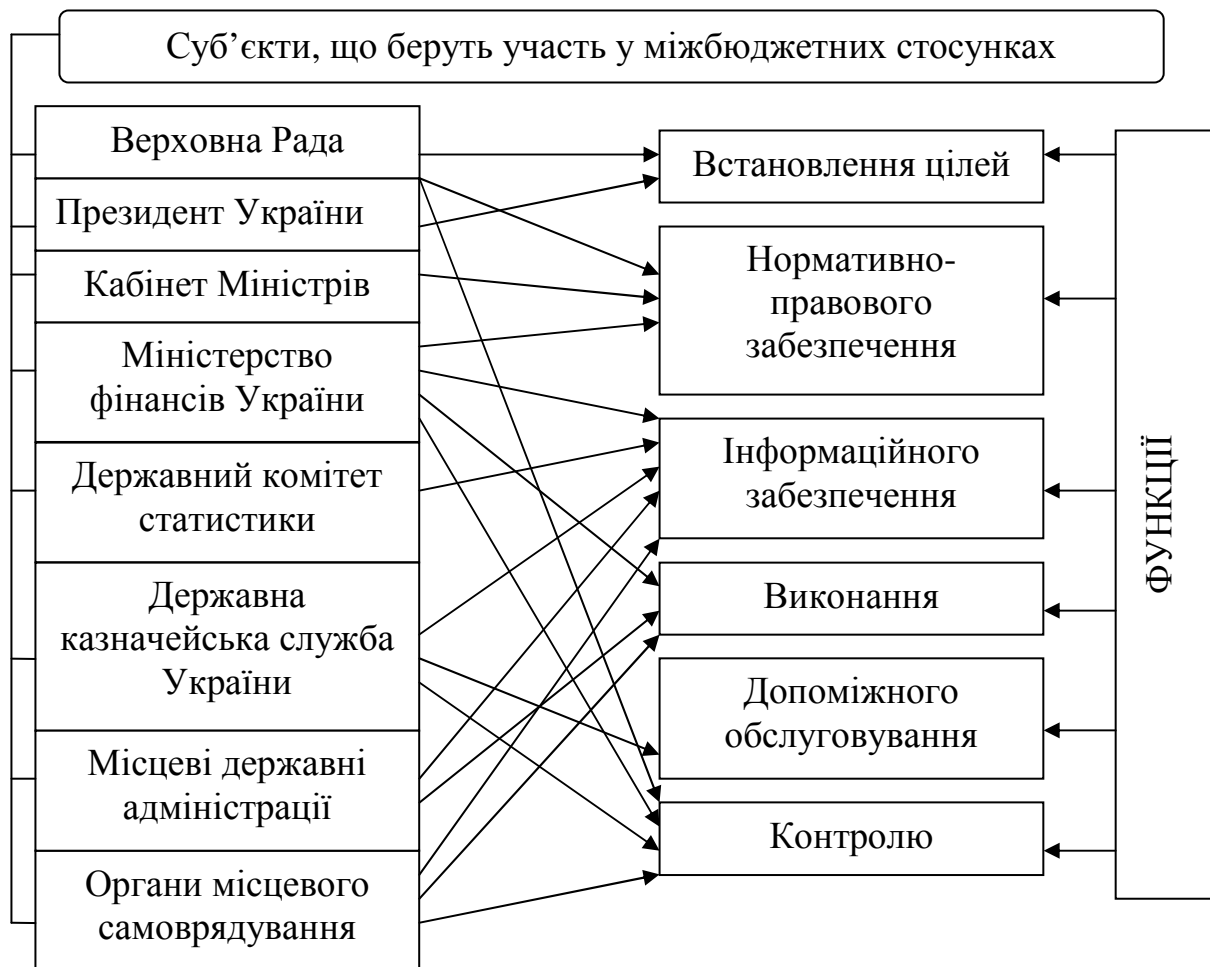 Суб’єкти, що беруть участь у міжбюджетних стосунках
Верховна Рада
Президент України
Кабінет Міністрів
Міністерство
фінансів України
Державний комітет
статистики
Державна
казначейська служба
України
Місцеві державні
адміністрації
Органи місцевого
самоврядування
Встановлення цілей
Нормативно-
правового
забезпечення
Інформаційного
забезпечення
Виконання
Допоміжного
обслуговування
Контролю
ФУНКЦІЇ